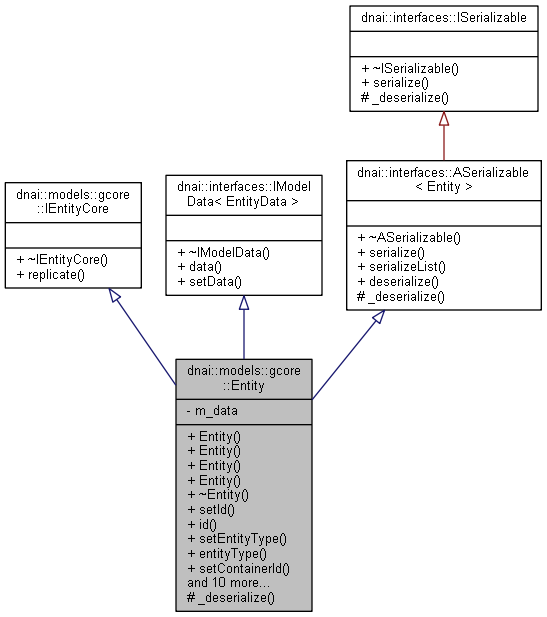 dnai::interfaces::ISerializable
+ ~ISerializable()
+ serialize()
# _deserialize()
dnai::interfaces::ASerializable
< Entity >
+ ~ASerializable()
+ serialize()
+ serializeList()
+ deserialize()
# _deserialize()
dnai::interfaces::IModel
Data< EntityData >
+ ~IModelData()
+ data()
+ setData()
dnai::models::gcore
::IEntityCore
+ ~IEntityCore()
+ replicate()
dnai::models::gcore
::Entity
- m_data
+ Entity()
+ Entity()
+ Entity()
+ Entity()
+ ~Entity()
+ setId()
+ id()
+ setEntityType()
+ entityType()
+ setContainerId()
and 10 more...
# _deserialize()